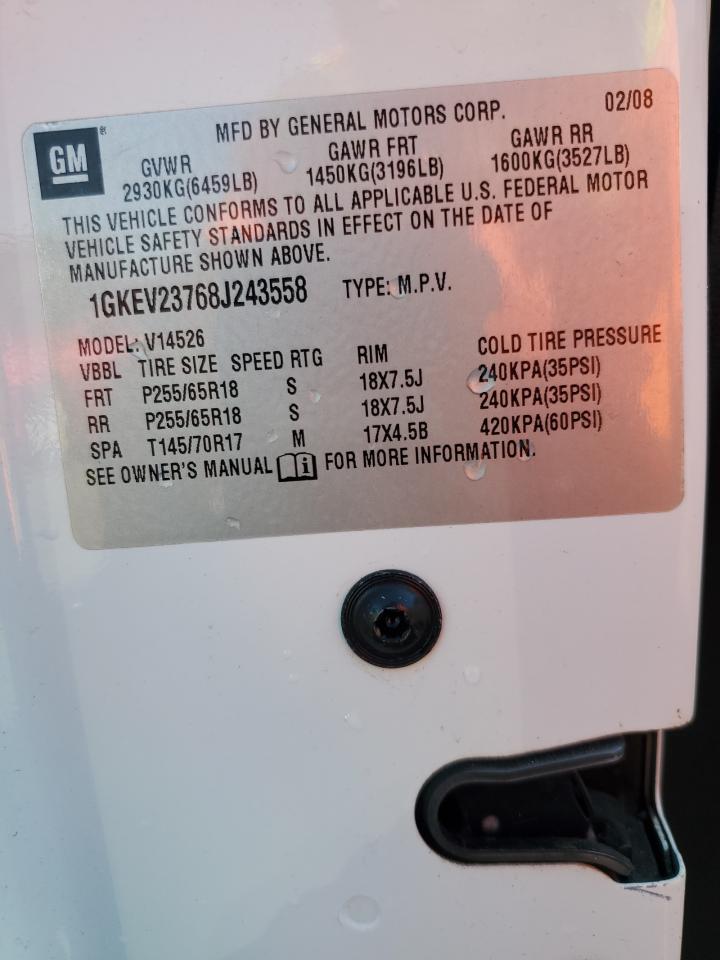 GM
MFD BY GENERAL MOTORS CORP. 02/08
GVWR GAWR FRT GAWR RR
2930KG(6459LB) 1450KG(3196LB) 1600KG(3527LB)
THIS VEHICLE CONFORMS TO ALL APPLICABLE U.S. FEDERAL MOTOR
VEHICLE SAFETY STANDARDS IN EFFECT ON THE DATE OF
MANUFACTURE SHOWN ABOVE.
1GKEV23768J243558 TYPE: M.P.V.
MODEL: V14526
VBBL TIRE SIZE SPEED RTG RIM COLD TIRE PRESSURE
FRT P255/65R18 S 18X7.5J 240KPA(35PSI)
RR P255/65R18 S 18X7.5J 240KPA(35PSI)
SPA T145/70R17 M 17X4.5B 420KPA(60PSI)
SEE OWNER'S MANUAL i FOR MORE INFORMATION.